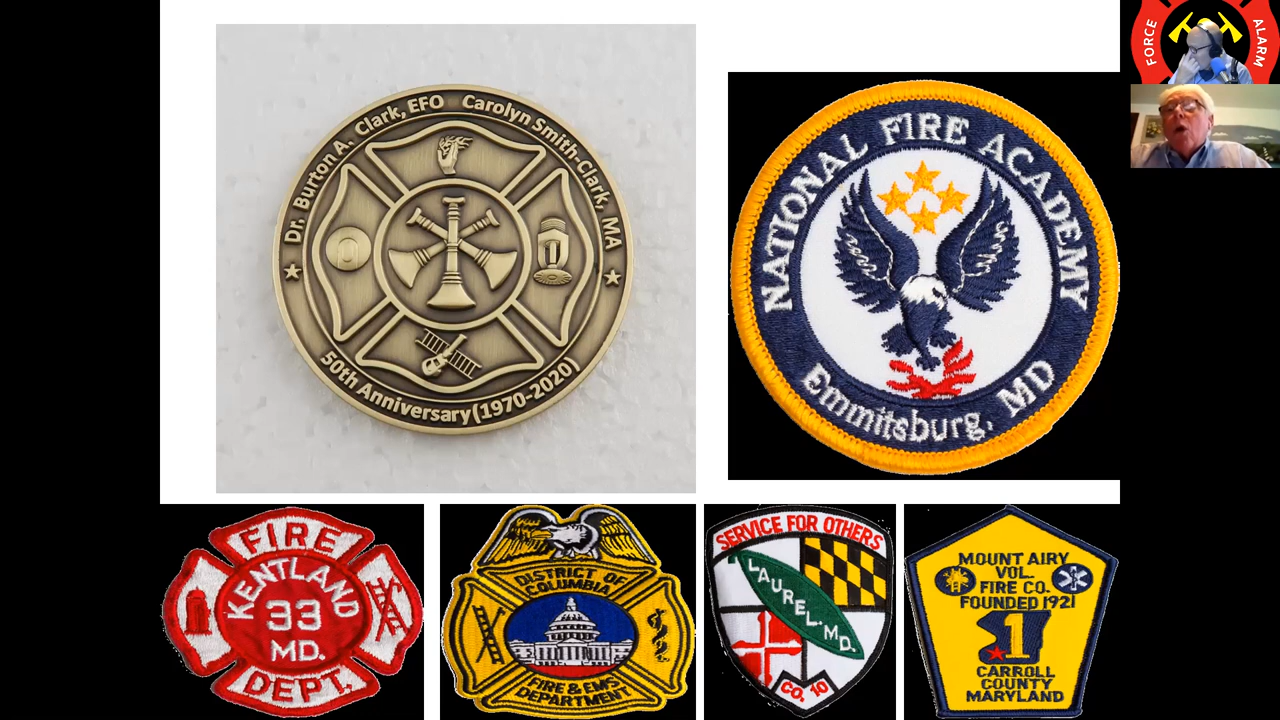 Dr. Burton A. Clark, EFO Carolyn Smith-Clark, MA
50th Anniversary (1970-2020)
NATIONAL FIRE ACADEMY
Emmitsburg, MD
FORCE
ALARM
FIRE
KENTLAND
33
MD.
DEPT.
DISTRICT OF
COLUMBIA
FIRE & EMS
DEPARTMENT
SERVICE FOR OTHERS
LAUREL, MD.
CO. 10
MOUNT AIRY
VOL.
FIRE CO.
FOUNDED 1921
1
CARROLL
COUNTY
MARYLAND